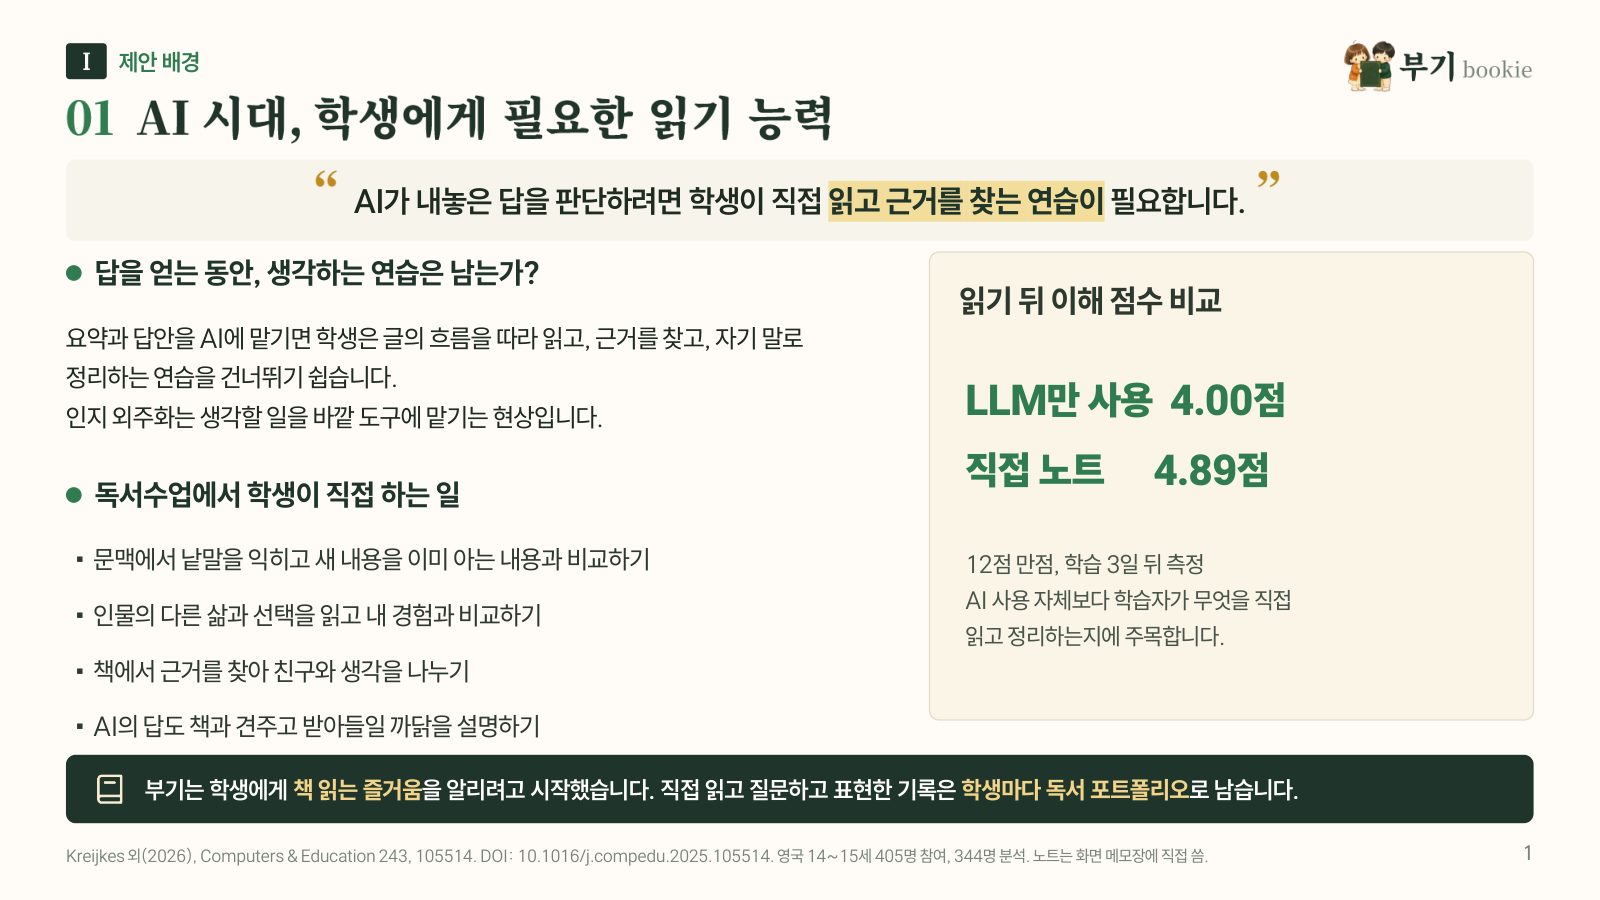 I 제안 배경
부기 bookie
01 AI 시대, 학생에게 필요한 읽기 능력
“ AI가 내놓은 답을 판단하려면 학생이 직접 읽고 근거를 찾는 연습이 필요합니다. ”
● 답을 얻는 동안, 생각하는 연습은 남는가?
요약과 답안을 AI에 맡기면 학생은 글의 흐름을 따라 읽고, 근거를 찾고, 자기 말로
정리하는 연습을 건너뛰기 쉽습니다.
인지 외주화는 생각할 일을 바깥 도구에 맡기는 현상입니다.
● 독서수업에서 학생이 직접 하는 일
▪ 문맥에서 낱말을 익히고 새 내용을 이미 아는 내용과 비교하기
▪ 인물의 다른 삶과 선택을 읽고 내 경험과 비교하기
▪ 책에서 근거를 찾아 친구와 생각을 나누기
▪ AI의 답도 책과 견주고 받아들일 까닭을 설명하기
읽기 뒤 이해 점수 비교
LLM만 사용 4.00점
직접 노트 4.89점
12점 만점, 학습 3일 뒤 측정
AI 사용 자체보다 학습자가 무엇을 직접
읽고 정리하는지에 주목합니다.
부기는 학생에게 책 읽는 즐거움을 알리려고 시작했습니다. 직접 읽고 질문하고 표현한 기록은 학생마다 독서 포트폴리오로 남습니다.
Kreijkes 외(2026), Computers & Education 243, 105514. DOI: 10.1016/j.compedu.2025.105514. 영국 14~15세 405명 참여, 344명 분석. 노트는 화면 메모장에 직접 씀.
1